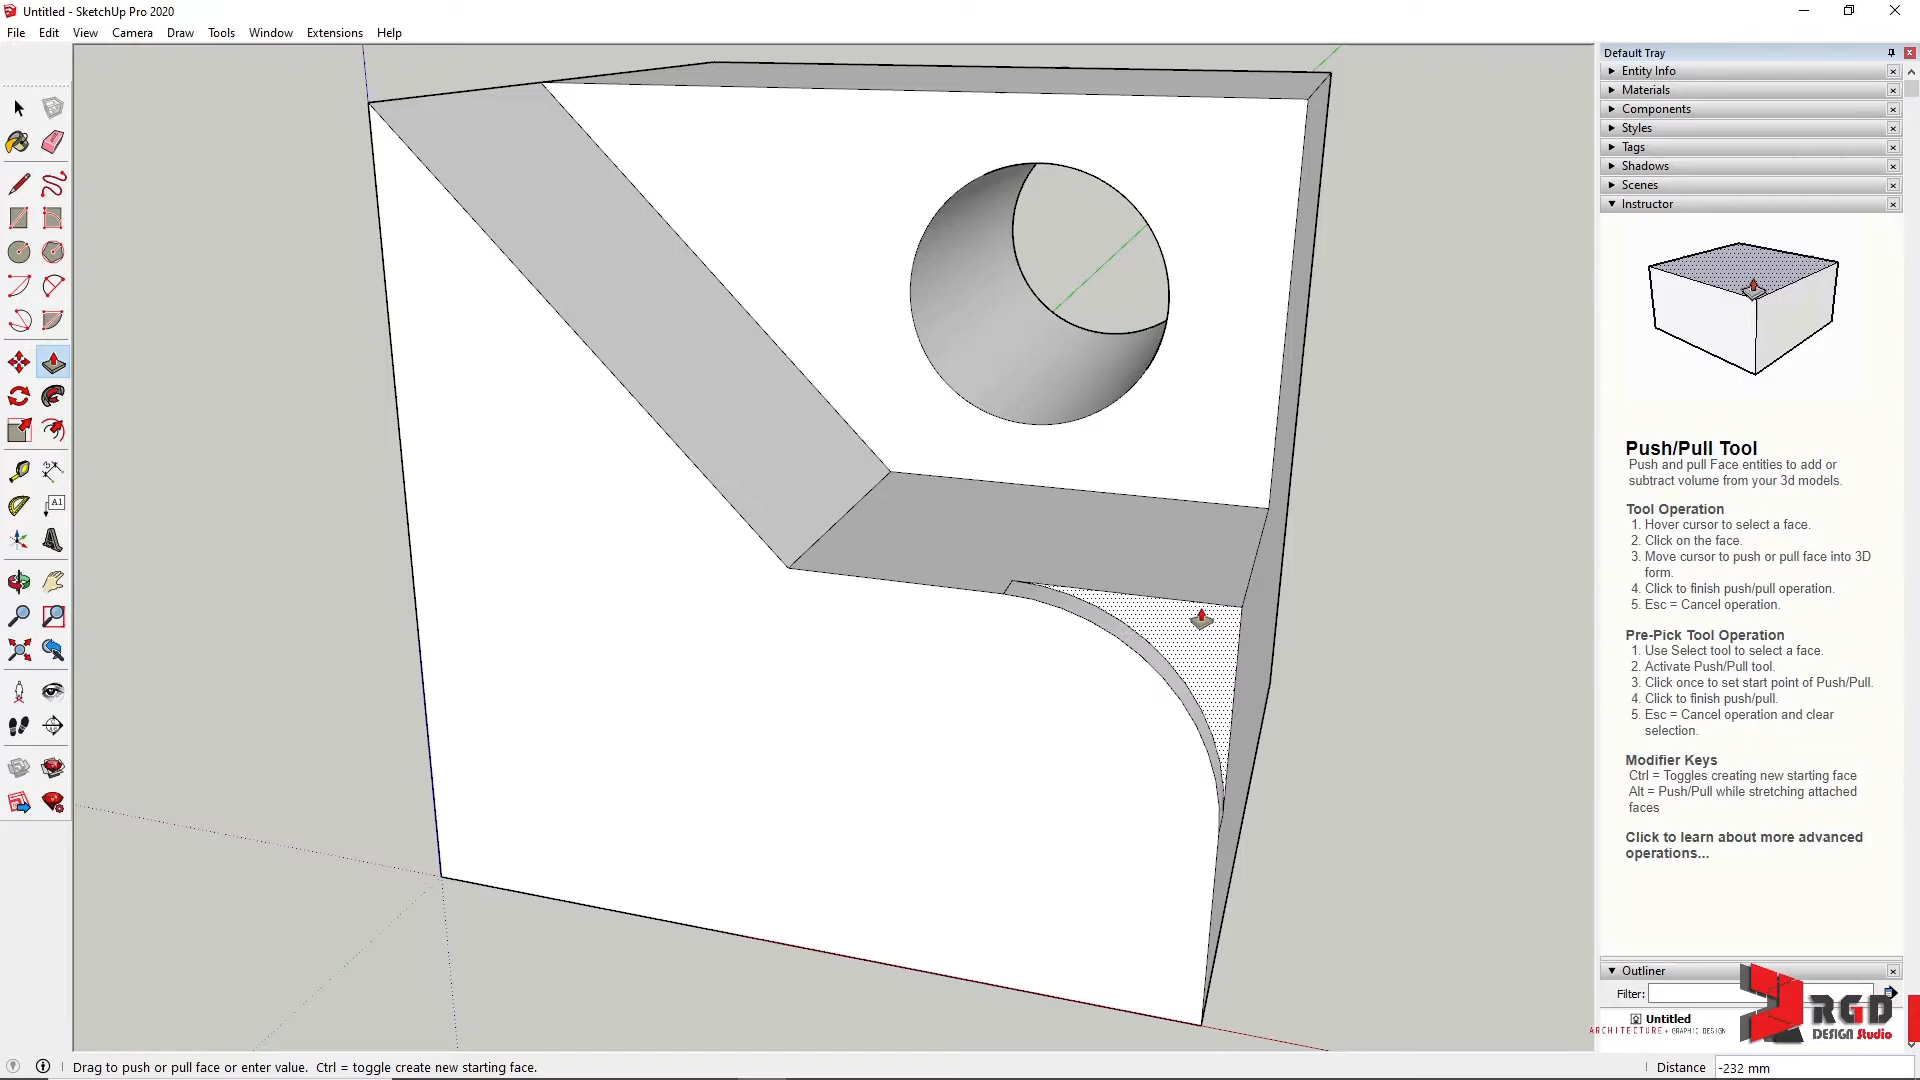 Untitled - SketchUp Pro 2020
File Edit View Camera Draw Tools Window Extensions Help
Default Tray
Entity Info
Materials
Components
Styles
Tags
Shadows
Scenes
Instructor
A1
Push/Pull Tool
Push and pull Face entities to add or
subtract volume from your 3d models.
Tool Operation
1. Hover cursor to select a face.
2. Click on the face.
3. Move cursor to push or pull face into 3D
form.
4. Click to finish push/pull operation.
5. Esc = Cancel operation.
Pre-Pick Tool Operation
1. Use Select tool to select a face.
2. Activate Push/Pull tool.
3. Click once to set start point of Push/Pull.
4. Click to finish push/pull.
5. Esc = Cancel operation and clear
selection.
Modifier Keys
Ctrl = Toggles creating new starting face
Alt = Push/Pull while stretching attached
faces
Click to learn about more advanced
operations...
Outliner
Filter:
Untitled
RGD
ARCHITECTURE + GRAPHIC DESIGN
DESIGN Studio
Drag to push or pull face or enter value. Ctrl = toggle create new starting face.
Distance -232 mm